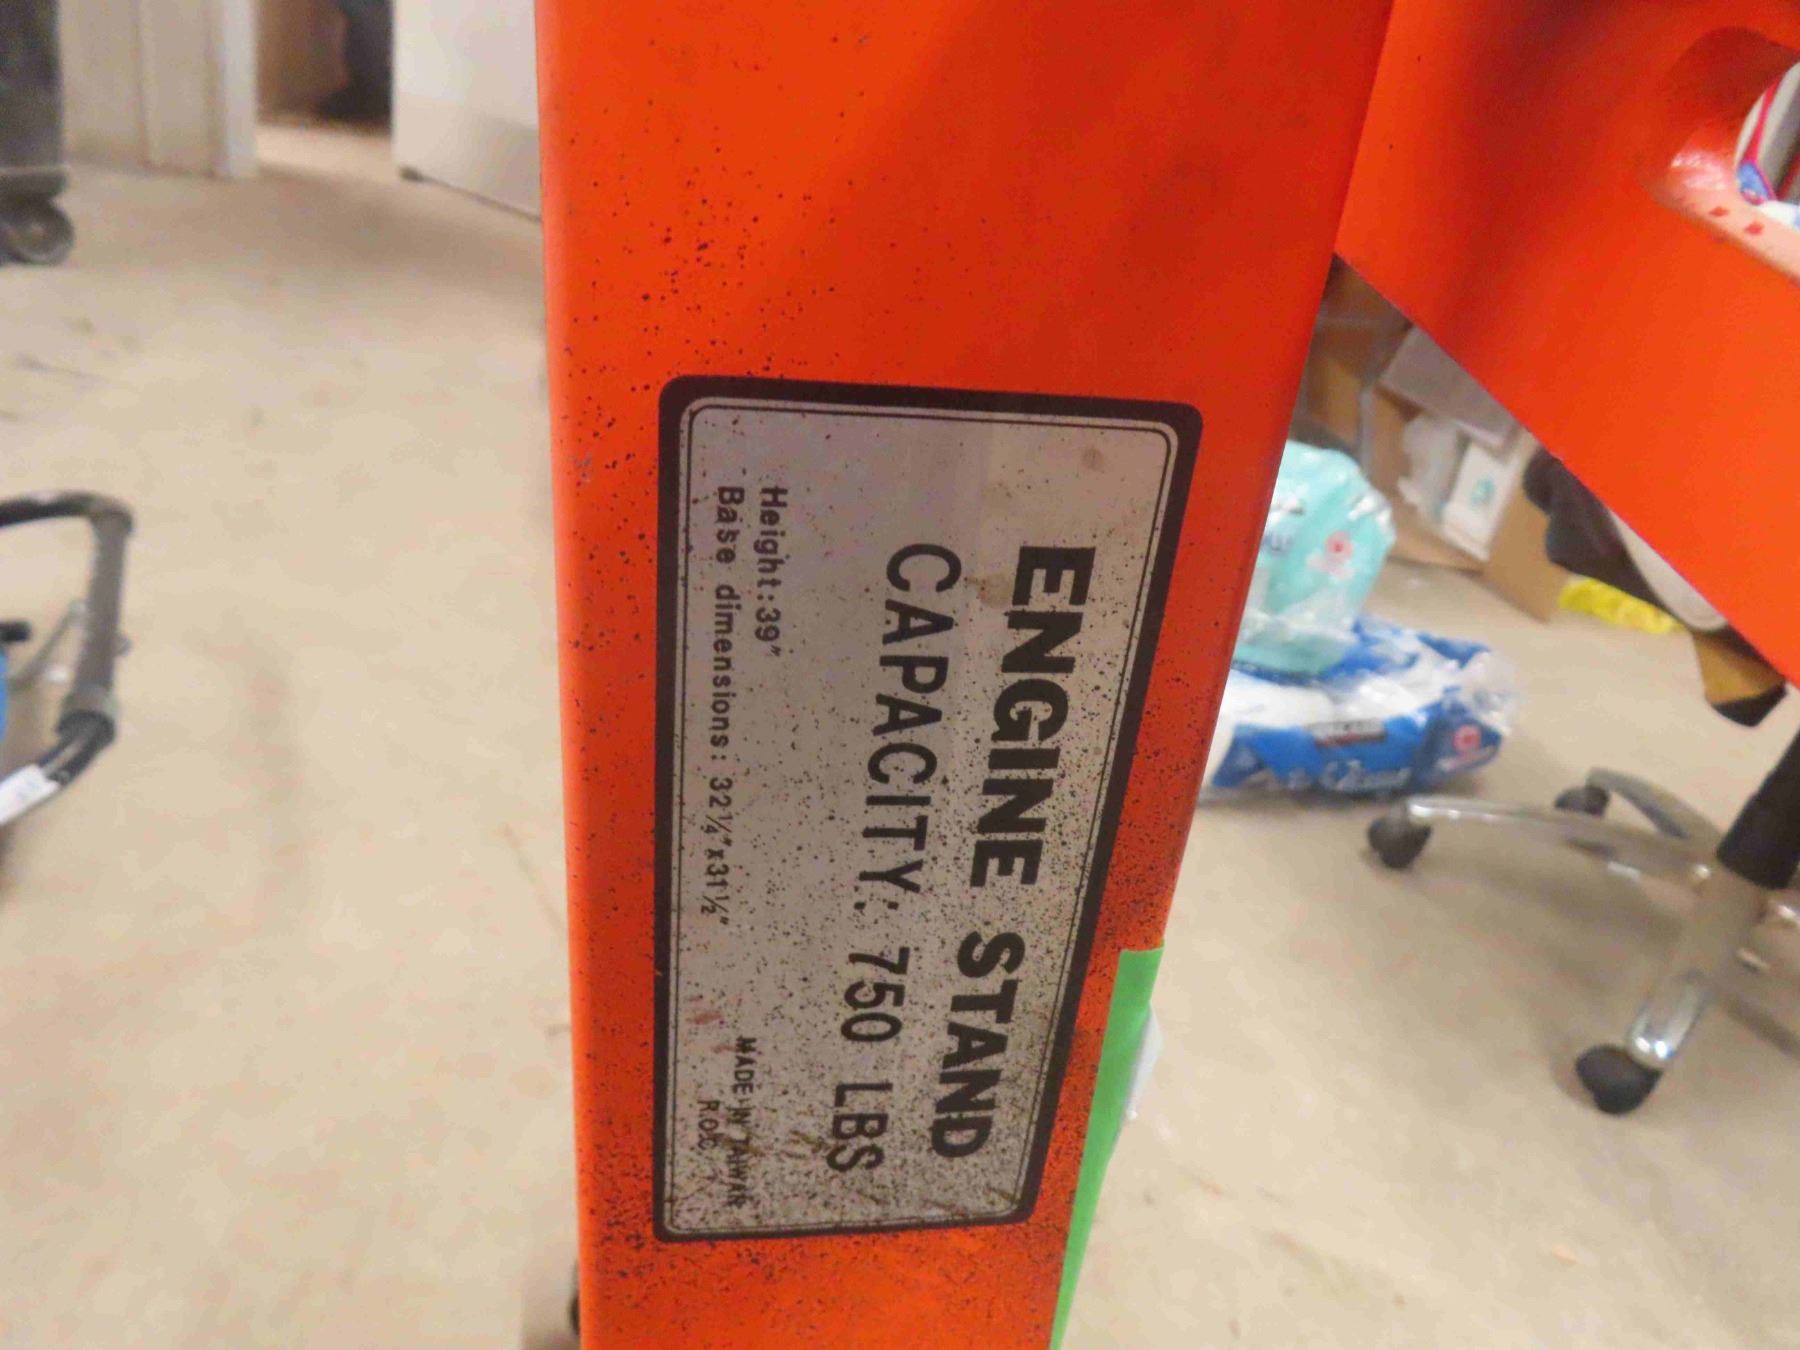 ENGINE STAND
CAPACITY: 750 LBS
Height:39"
Base dimensions: 32¼"x31½"
MADE IN TAIWAN
R.O.C.